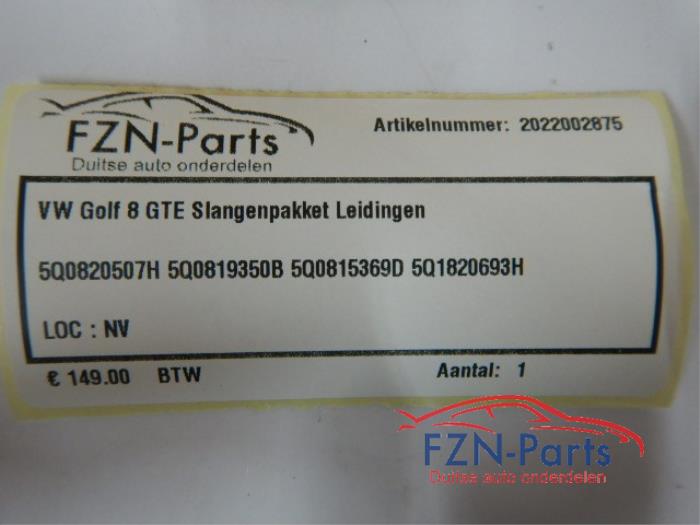 FZN-Parts
Duitse auto onderdelen
Artikelnummer: 2022002875
VW Golf 8 GTE Slangenpakket Leidingen
5Q0820507H 5Q0819350B 5Q0815369D 5Q1820693H
LOC : NV
€ 149.00 BTW
Aantal: 1
FZN-Parts
Duitse auto onderdelen